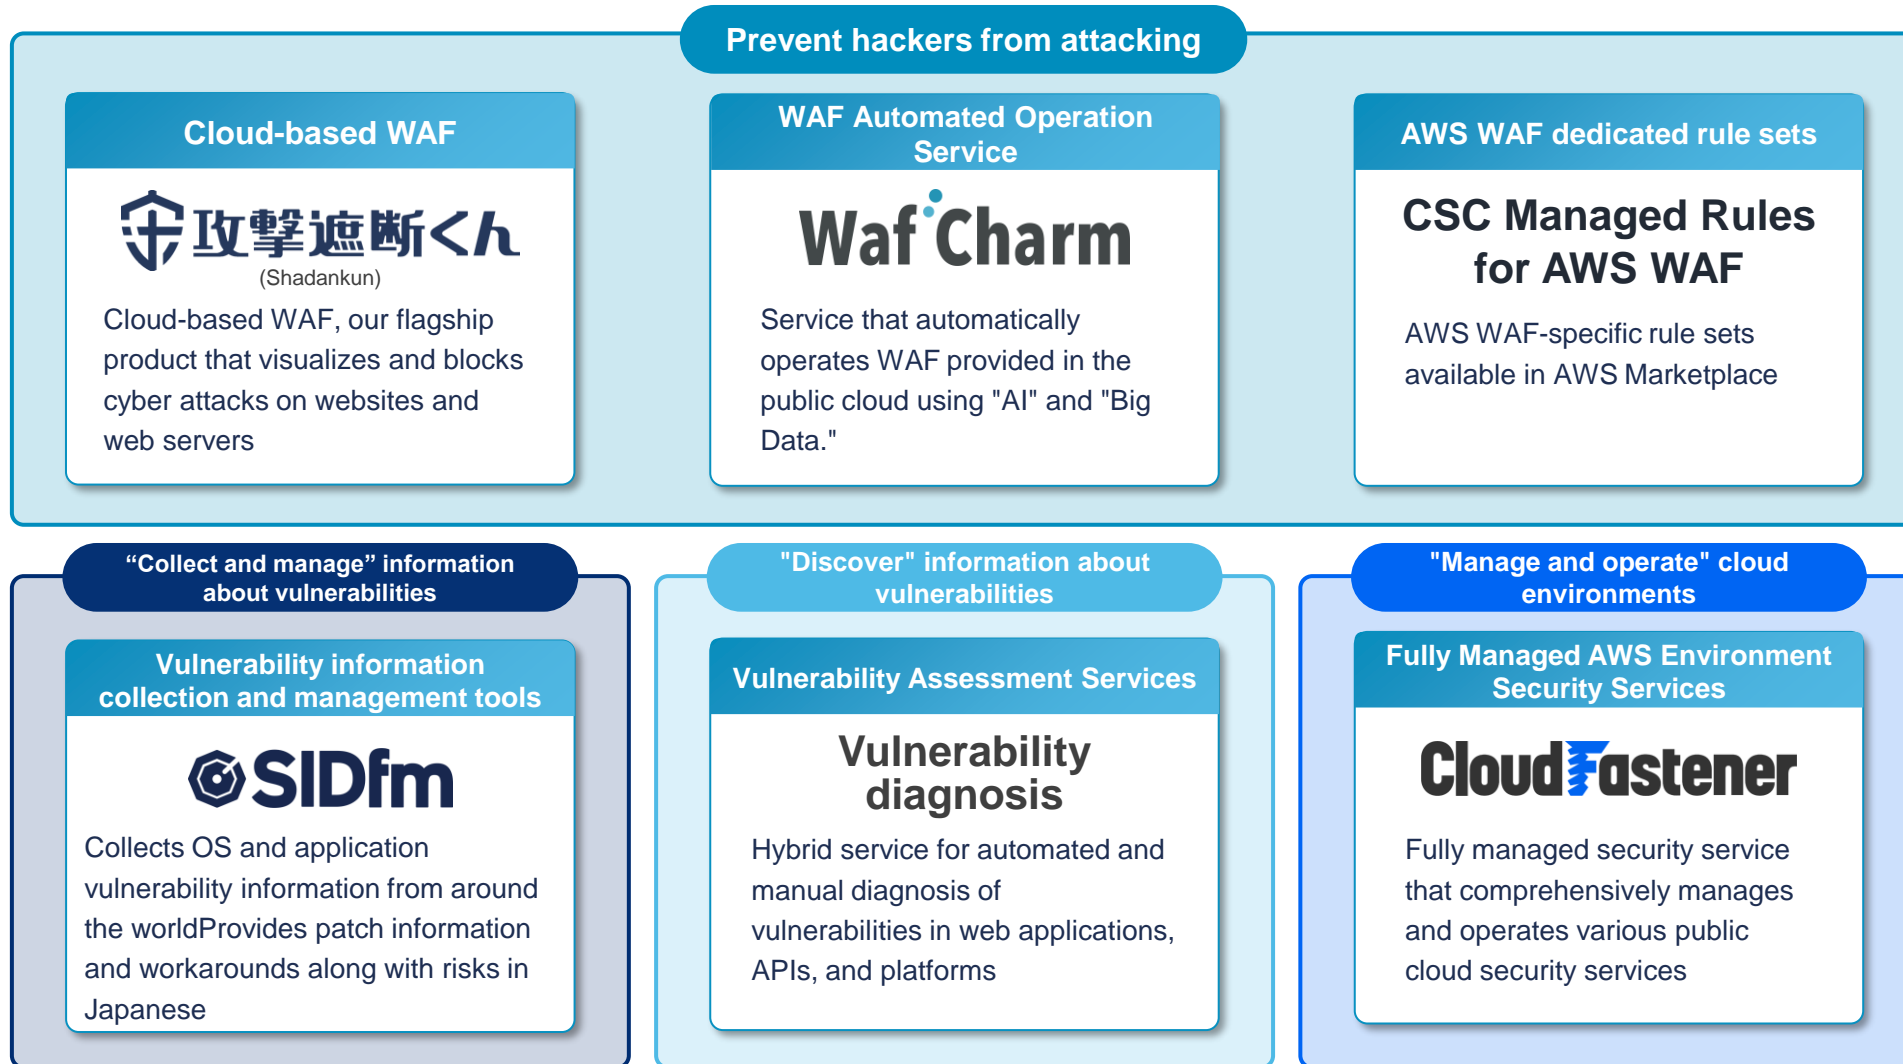 Prevent hackers from attacking
Cloud-based WAF
攻撃遮断くん
(Shadankun)
Cloud-based WAF, our flagship
product that visualizes and blocks
cyber attacks on websites and
web servers
WAF Automated Operation
Service
Waf Charm
Service that automatically
operates WAF provided in the
public cloud using "AI" and "Big
Data."
AWS WAF dedicated rule sets
CSC Managed Rules
for AWS WAF
AWS WAF-specific rule sets
available in AWS Marketplace
“Collect and manage” information
about vulnerabilities
Vulnerability information
collection and management tools
SIDfm
Collects OS and application
vulnerability information from around
the worldProvides patch information
and workarounds along with risks in
Japanese
"Discover" information about
vulnerabilities
Vulnerability Assessment Services
Vulnerability
diagnosis
Hybrid service for automated and
manual diagnosis of
vulnerabilities in web applications,
APIs, and platforms
"Manage and operate" cloud
environments
Fully Managed AWS Environment
Security Services
CloudFastener
Fully managed security service
that comprehensively manages
and operates various public
cloud security services